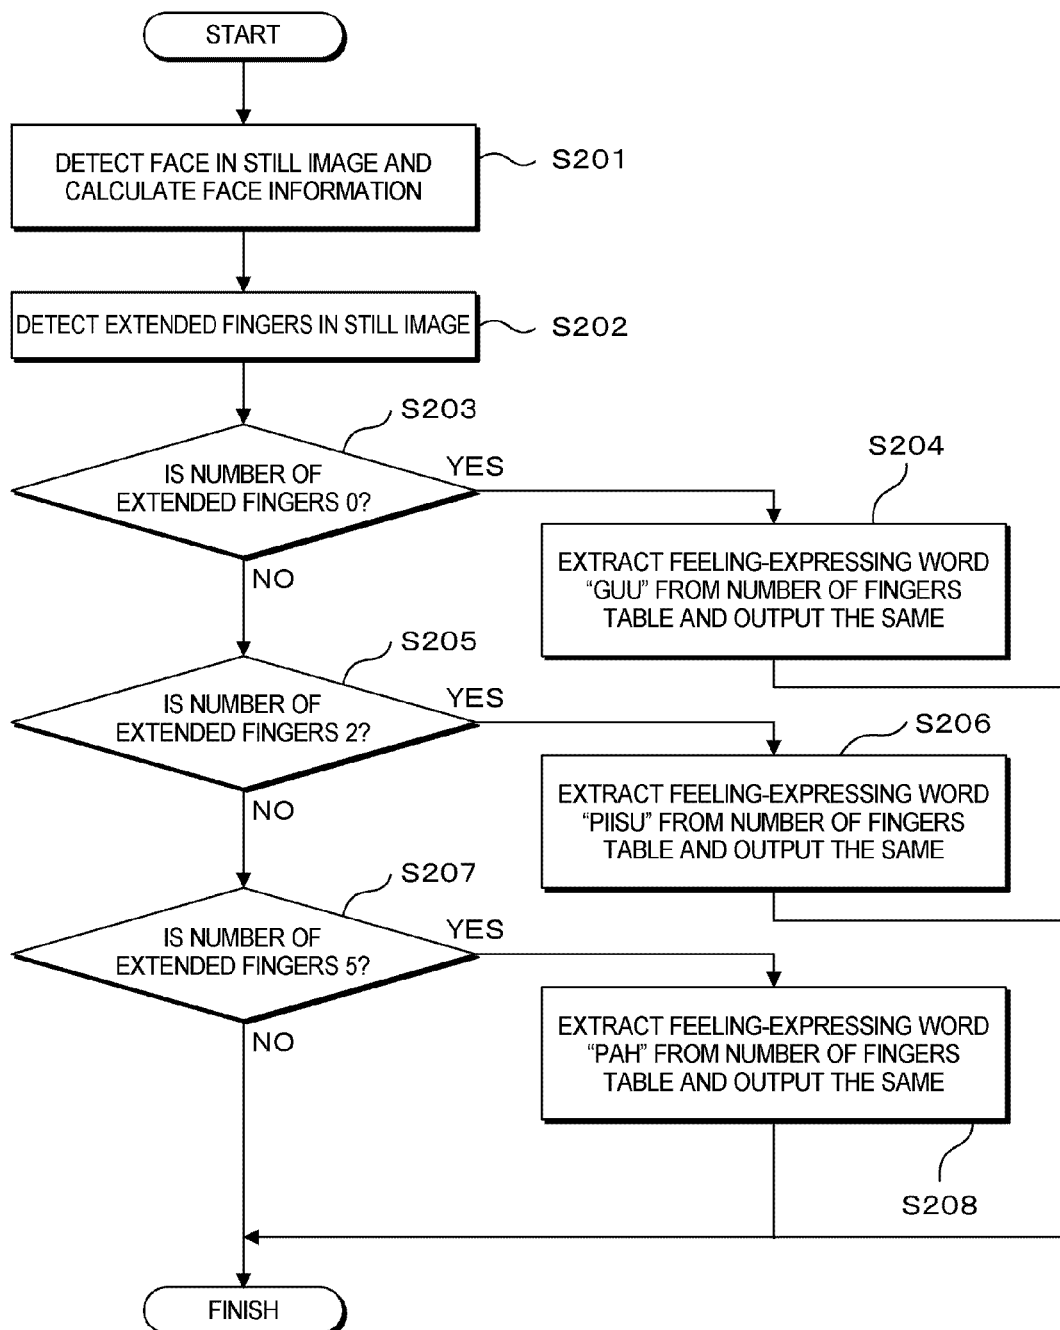 START
DETECT FACE IN STILL IMAGE AND
CALCULATE FACE INFORMATION
S201
DETECT EXTENDED FINGERS IN STILL IMAGE
S202
S203
IS NUMBER OF
EXTENDED FINGERS 0?
YES
NO
S204
EXTRACT FEELING-EXPRESSING WORD
“GUU” FROM NUMBER OF FINGERS
TABLE AND OUTPUT THE SAME
S205
IS NUMBER OF
EXTENDED FINGERS 2?
YES
NO
S206
EXTRACT FEELING-EXPRESSING WORD
“PIISU” FROM NUMBER OF FINGERS
TABLE AND OUTPUT THE SAME
S207
IS NUMBER OF
EXTENDED FINGERS 5?
YES
NO
EXTRACT FEELING-EXPRESSING WORD
“PAH” FROM NUMBER OF FINGERS
TABLE AND OUTPUT THE SAME
S208
FINISH